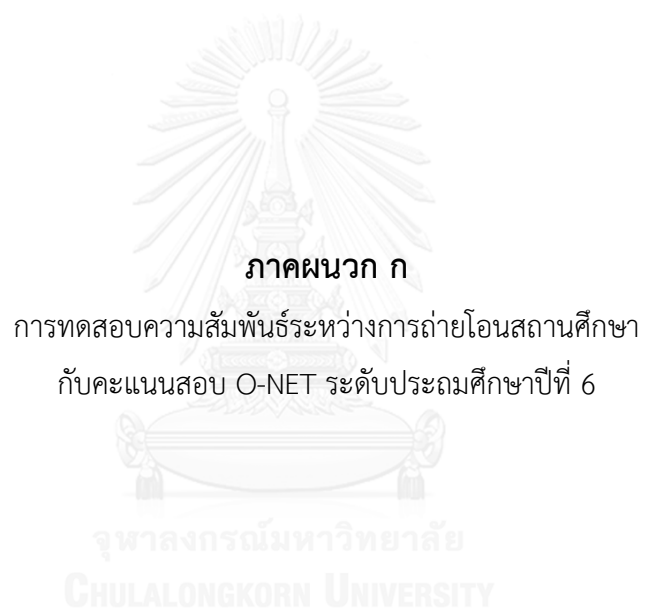 ภาคผนวก ก
การทดสอบความสัมพันธ์ระหว่างการถ่ายโอนสถานศึกษา
กับคะแนนสอบ O-NET ระดับประถมศึกษาปีที่ 6
จุฬาลงกรณ์มหาวิทยาลัย
CHULALONGKORN UNIVERSITY